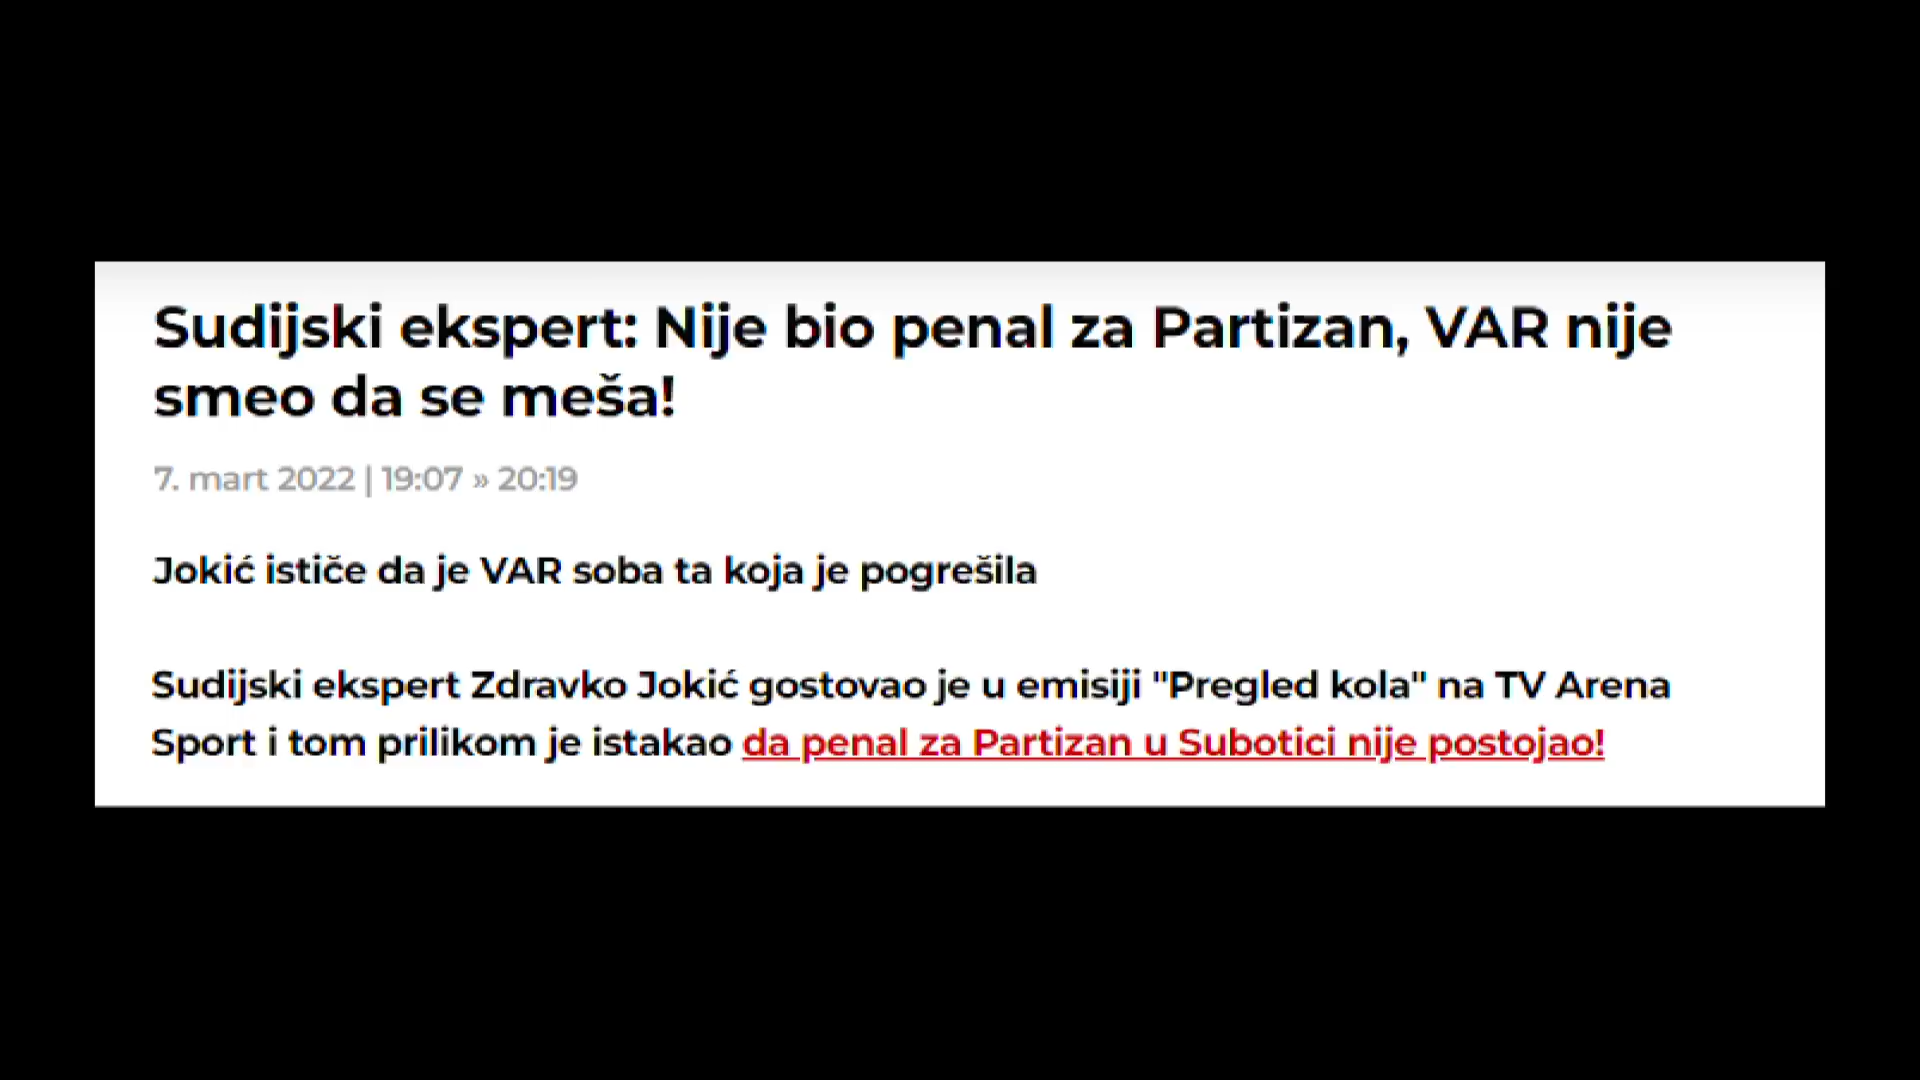 Sudijski ekspert: Nije bio penal za Partizan, VAR nije
smeo da se meša!
7. mart 2022 | 19:07 » 20:19
Jokić ističe da je VAR soba ta koja je pogrešila
Sudijski ekspert Zdravko Jokić gostovao je u emisiji "Pregled kola" na TV Arena
Sport i tom prilikom je istakao da penal za Partizan u Subotici nije postojao!